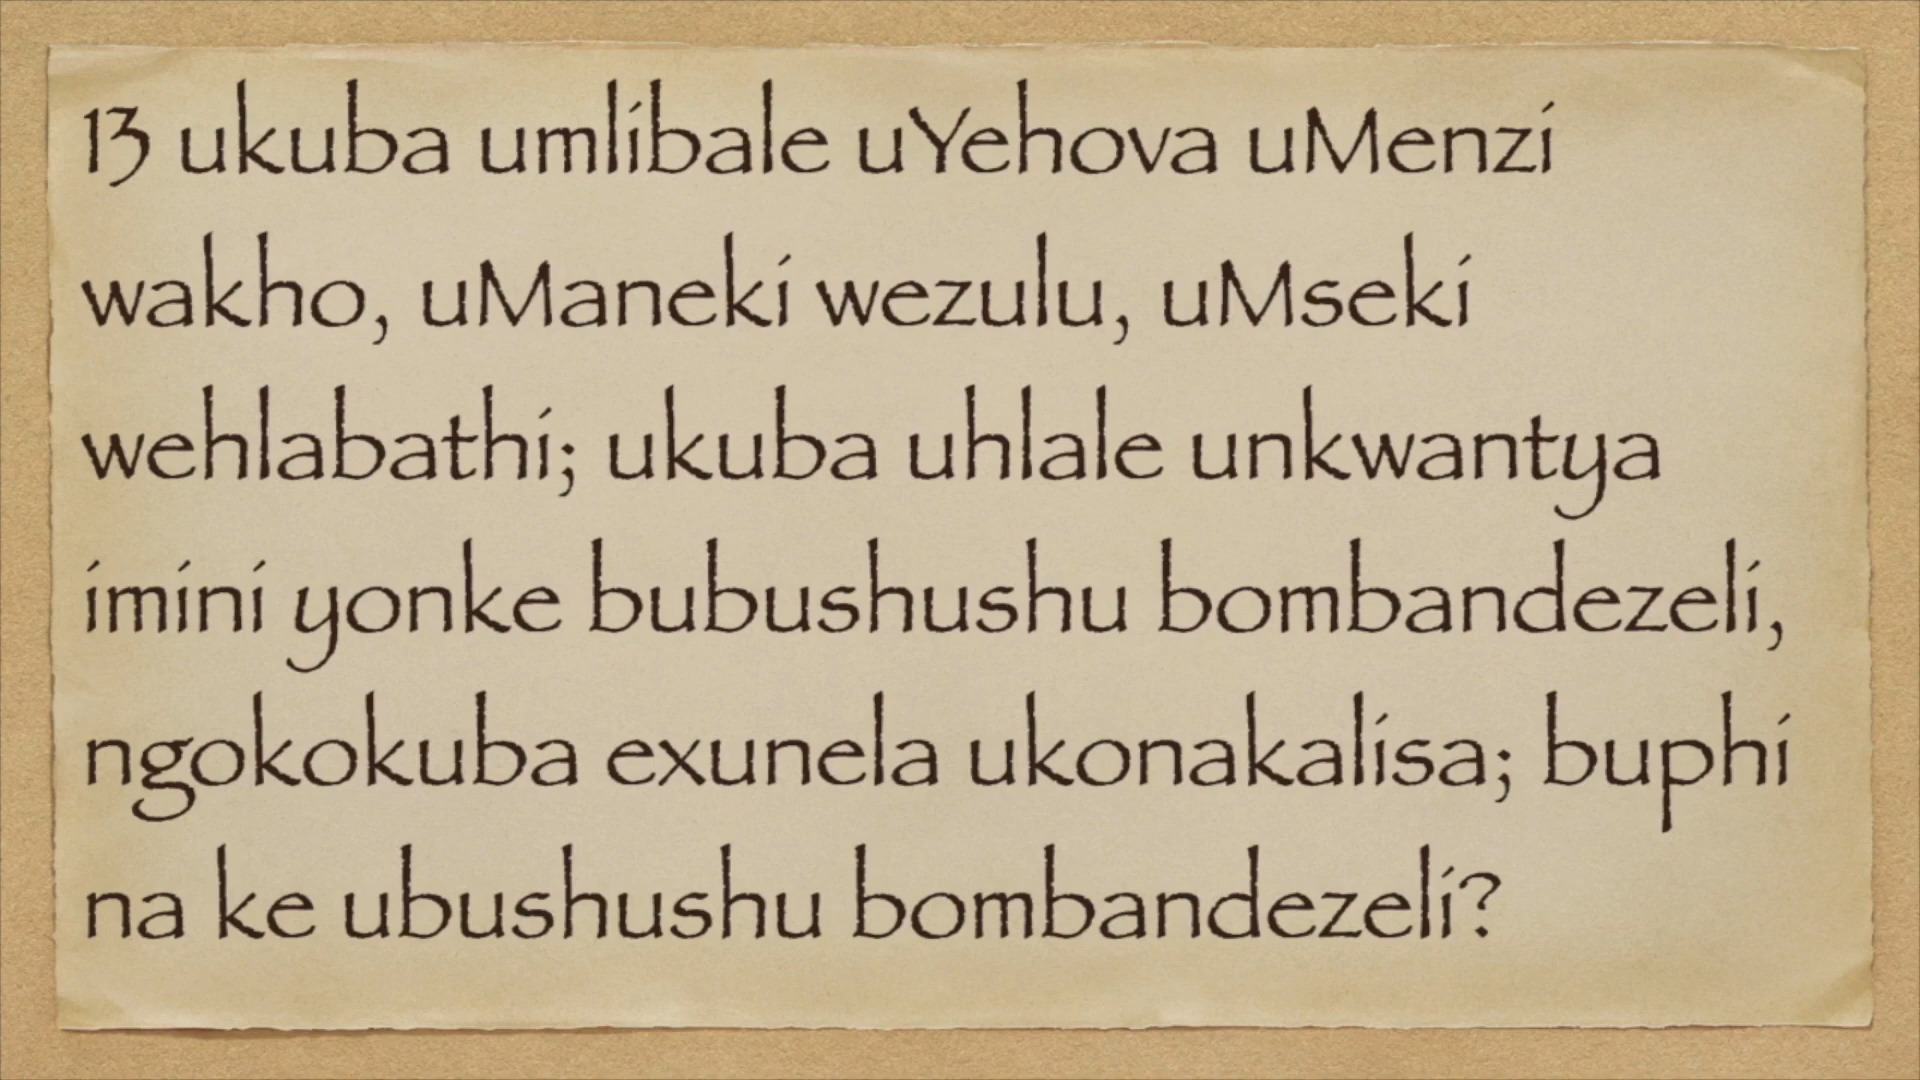 13 ukuba umlibale uYehova uMenzi
wakho, uManeki wezulu, uMseki
wehlabathi; ukuba uhlale unkwantya
imini yonke bubushushu bombandezeli,
ngokokuba exunela ukonakalisa; buphi
na ke ubushushu bombandezeli?